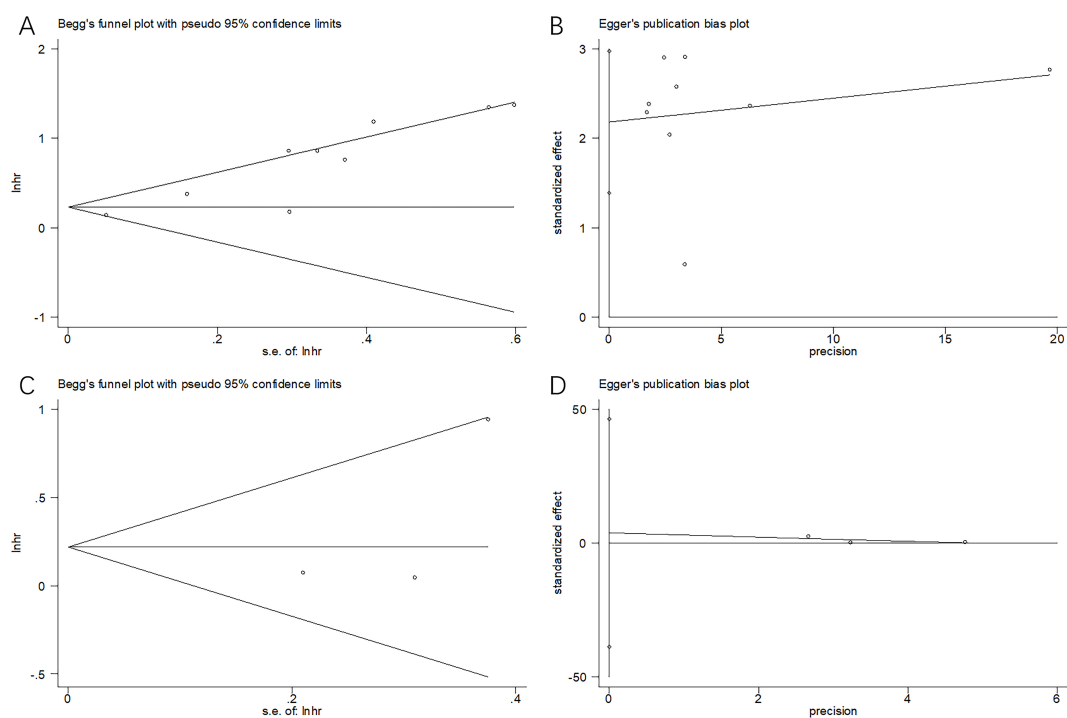 A
Begg's funnel plot with pseudo 95% confidence limits
2
1
0
-1
lnhr
0
.2
.4
.6
s.e. of: lnhr
B
Egger's publication bias plot
3
2
1
0
standardized effect
0
5
10
15
20
precision
C
Begg's funnel plot with pseudo 95% confidence limits
1
.5
0
-.5
lnhr
0
.2
.4
s.e. of: lnhr
D
Egger's publication bias plot
50
0
-50
standardized effect
0
2
4
6
precision